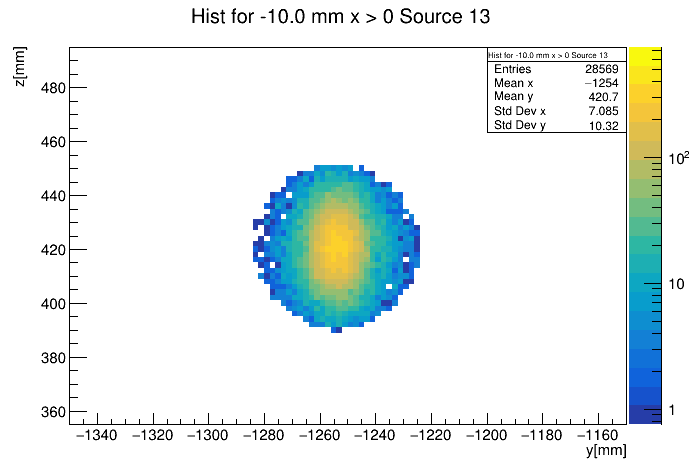 Hist for -10.0 mm x > 0 Source 13
z[mm]
Hist for -10.0 mm x > 0 Source 13
Entries 28569
Mean x −1254
Mean y 420.7
Std Dev x 7.085
Std Dev y 10.32
480
460
440
420
400
380
360
10²
10
1
−1340 −1320 −1300 −1280 −1260 −1240 −1220 −1200 −1180 −1160
y[mm]